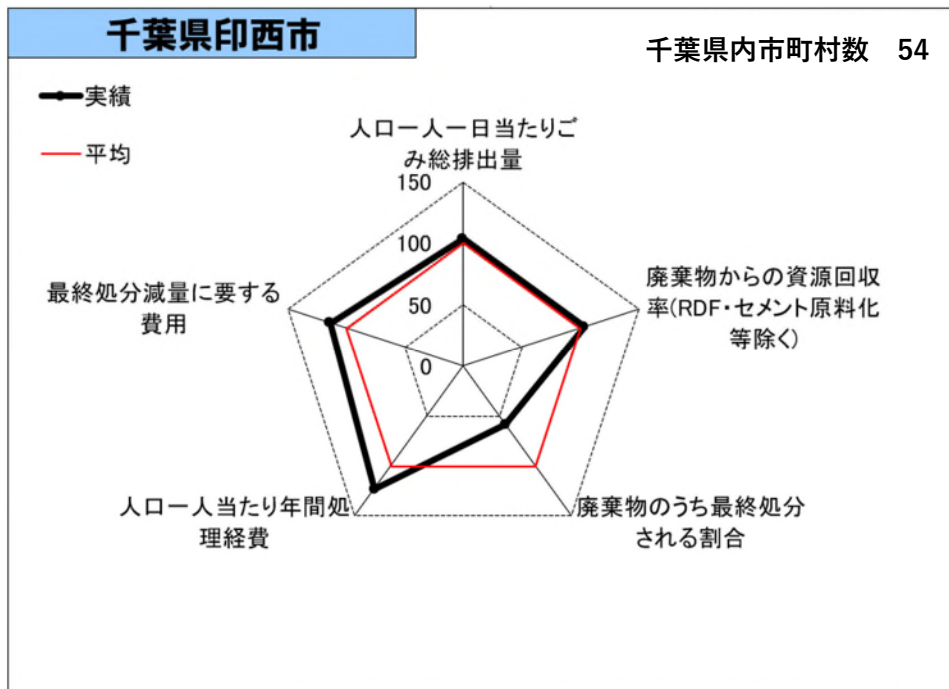 千葉県印西市
千葉県内市町村数 54
実績
平均
人口一人一日当たりご
み総排出量
150
100
50
0
廃棄物からの資源回収
率(RDF・セメント原料化
等除く)
廃棄物のうち最終処分
される割合
人口一人当たり年間処
理経費
最終処分減量に要する
費用